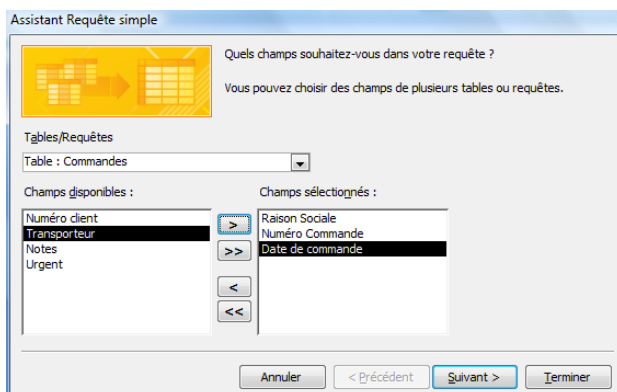 Assistant Requête simple
Quels champs souhaitez-vous dans votre requête ?
Vous pouvez choisir des champs de plusieurs tables ou requêtes.
Tables/Requêtes
Table : Commandes
Champs disponibles :
Champs sélectionnés :
Numéro client
Transporteur
Notes
Urgent
>
>>
<
<<
Raison Sociale
Numéro Commande
Date de commande
Annuler
< Précédent
Suivant >
Terminer